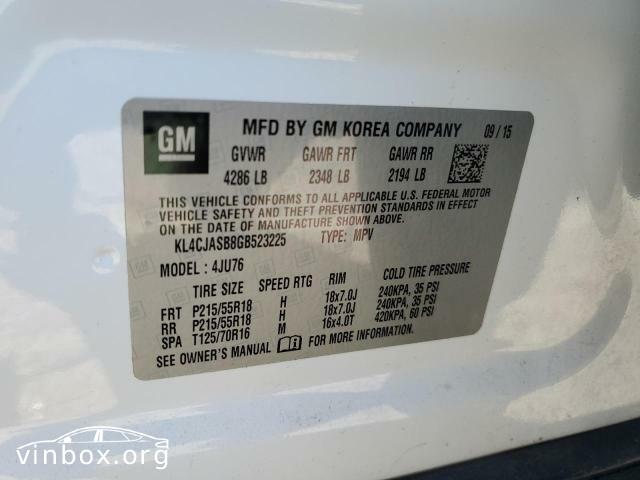 GM
MFD BY GM KOREA COMPANY 09/15
GVWR GAWR FRT GAWR RR
4286 LB 2348 LB 2194 LB
THIS VEHICLE CONFORMS TO ALL APPLICABLE U.S. FEDERAL MOTOR
VEHICLE SAFETY AND THEFT PREVENTION STANDARDS IN EFFECT
ON THE DATE OF MANUFACTURE SHOWN ABOVE.
KL4CJASB8GB523225 TYPE: MPV
MODEL : 4JU76
TIRE SIZE SPEED RTG RIM COLD TIRE PRESSURE
FRT P215/55R18 H 18x7.0J 240KPA, 35 PSI
RR P215/55R18 H 18x7.0J 240KPA, 35 PSI
SPA T125/70R16 M 16x4.0T 420KPA, 60 PSI
SEE OWNER'S MANUAL FOR MORE INFORMATION.
vinbox.org